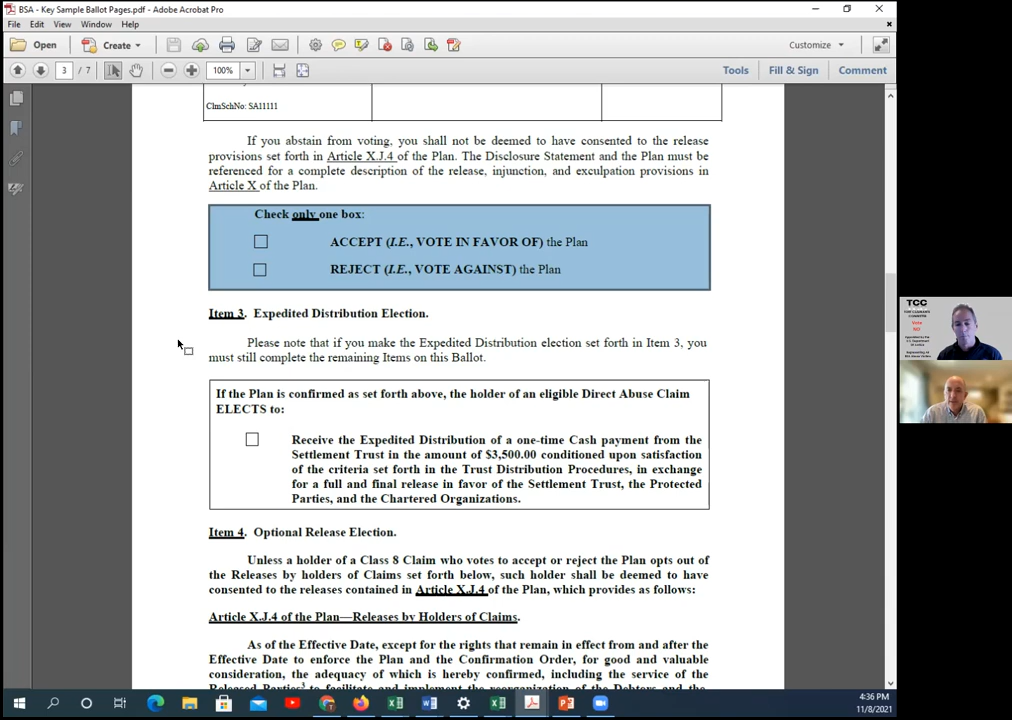 BSA - Key Sample Ballot Pages.pdf - Adobe Acrobat Pro
File Edit View Window Help
Open Create Customize
3 / 7 100% Tools Fill & Sign Comment
ClmSchNo: SA11111
If you abstain from voting, you shall not be deemed to have consented to the release
provisions set forth in Article X.J.4 of the Plan. The Disclosure Statement and the Plan must be
referenced for a complete description of the release, injunction, and exculpation provisions in
Article X of the Plan.
Check only one box:
ACCEPT (I.E., VOTE IN FAVOR OF) the Plan
REJECT (I.E., VOTE AGAINST) the Plan
Item 3. Expedited Distribution Election.
Please note that if you make the Expedited Distribution election set forth in Item 3, you
must still complete the remaining Items on this Ballot.
If the Plan is confirmed as set forth above, the holder of an eligible Direct Abuse Claim
ELECTS to:
Receive the Expedited Distribution of a one-time Cash payment from the
Settlement Trust in the amount of $3,500.00 conditioned upon satisfaction
of the criteria set forth in the Trust Distribution Procedures, in exchange
for a full and final release in favor of the Settlement Trust, the Protected
Parties, and the Chartered Organizations.
Item 4. Optional Release Election.
Unless a holder of a Class 8 Claim who votes to accept or reject the Plan opts out of
the Releases by holders of Claims set forth below, such holder shall be deemed to have
consented to the releases contained in Article X.J.4 of the Plan, which provides as follows:
Article X.J.4 of the Plan—Releases by Holders of Claims.
As of the Effective Date, except for the rights that remain in effect from and after the
Effective Date to enforce the Plan and the Confirmation Order, for good and valuable
consideration, the adequacy of which is hereby confirmed, including the service of the
Released Parties3 to facilitate and implement the reorganization of the Debtors and the
TCC
Vote
NO
4:36 PM
11/8/2021